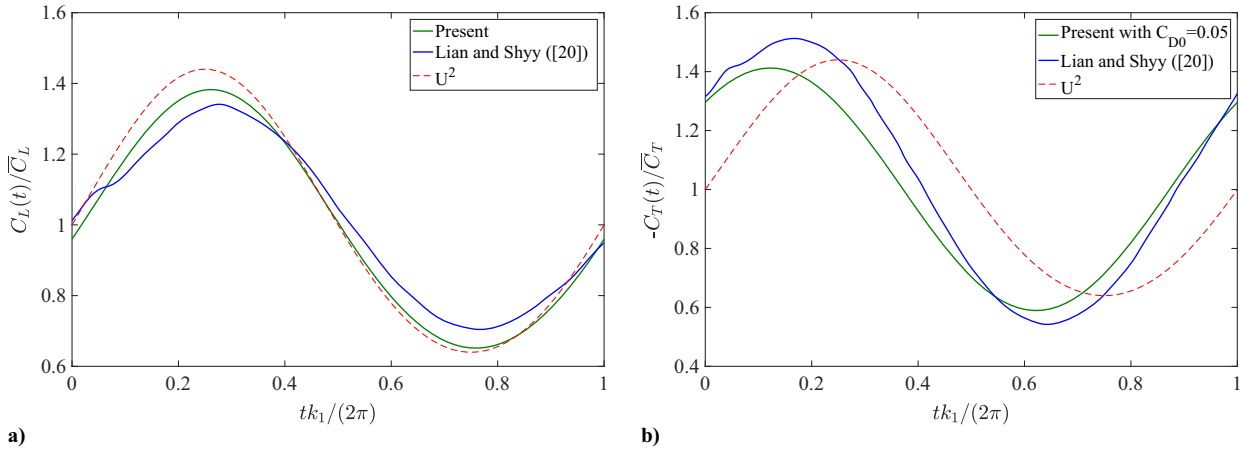 Present
Lian and Shyy ([20])
U²
C_L(t)/C̅_L
1.6
1.4
1.2
1
0.8
0.6
0
0.2
0.4
0.6
0.8
1
tk₁/(2π)
a)
Present with C_D0=0.05
Lian and Shyy ([20])
U²
-C_T(t)/C̅_T
1.6
1.4
1.2
1
0.8
0.6
0.4
0
0.2
0.4
0.6
0.8
1
tk₁/(2π)
b)